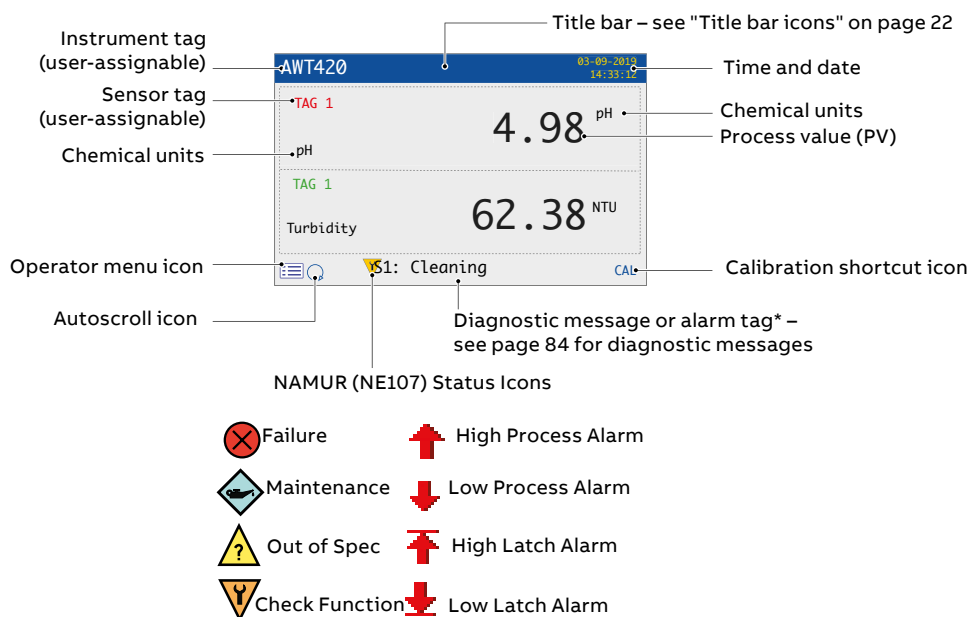 Title bar – see "Title bar icons" on page 22
Instrument tag
(user-assignable)
AWT420
03-09-2019
14:33:12
Time and date
Sensor tag
(user-assignable)
TAG 1
4.98 pH
Chemical units
Process value (PV)
Chemical units
pH
TAG 1
Turbidity
62.38 NTU
Operator menu icon
S1: Cleaning
CAL
Calibration shortcut icon
Autoscroll icon
Diagnostic message or alarm tag* –
see page 84 for diagnostic messages
NAMUR (NE107) Status Icons
Failure
High Process Alarm
Maintenance
Low Process Alarm
?
Out of Spec
High Latch Alarm
Check Function
Low Latch Alarm